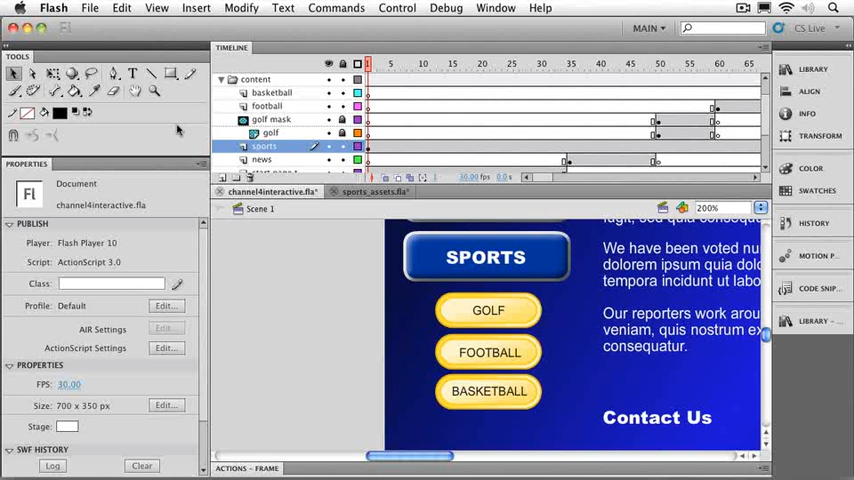 Flash File Edit View Insert Modify Text Commands Control Debug Window Help
MAIN CS Live
TOOLS
PROPERTIES
Fl
Document
channel4interactive.fla
PUBLISH
Player: Flash Player 10
Script: ActionScript 3.0
Class:
Profile: Default Edit...
AIR Settings Edit...
ActionScript Settings Edit...
PROPERTIES
FPS: 30.00
Size: 700 x 350 px Edit...
Stage:
SWF HISTORY
Log Clear
TIMELINE
1 5 10 15 20 25 30 35 40 45 50 55 60 65
content
basketball
football
golf mask
golf
sports
news
1 30.00 fps 0.0s
channel4interactive.fla* sports_assets.fla*
Scene 1 200%
SPORTS
GOLF
FOOTBALL
BASKETBALL
We have been voted nu
dolorem ipsum quia dolo
tempora incidunt ut labo
Our reporters work arou
veniam, quis nostrum ex
consequatur.
Contact Us
ACTIONS – FRAME
LIBRARY
ALIGN
INFO
TRANSFORM
COLOR
SWATCHES
HISTORY
MOTION P...
CODE SNIP...
LIBRARY –...